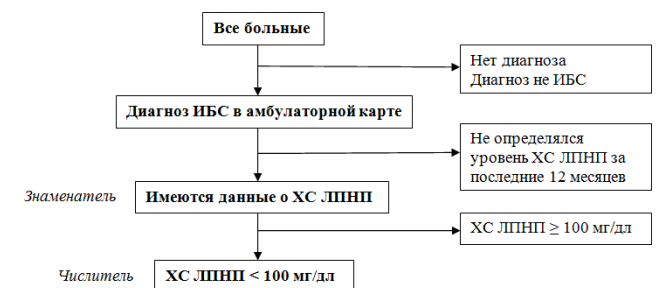 Все больные
Нет диагноза
Диагноз не ИБС
Диагноз ИБС в амбулаторной карте
Не определялся
уровень ХС ЛПНП за
последние 12 месяцев
Знаменатель
Имеются данные о ХС ЛПНП
ХС ЛПНП ≥ 100 мг/дл
Числитель
ХС ЛПНП < 100 мг/дл